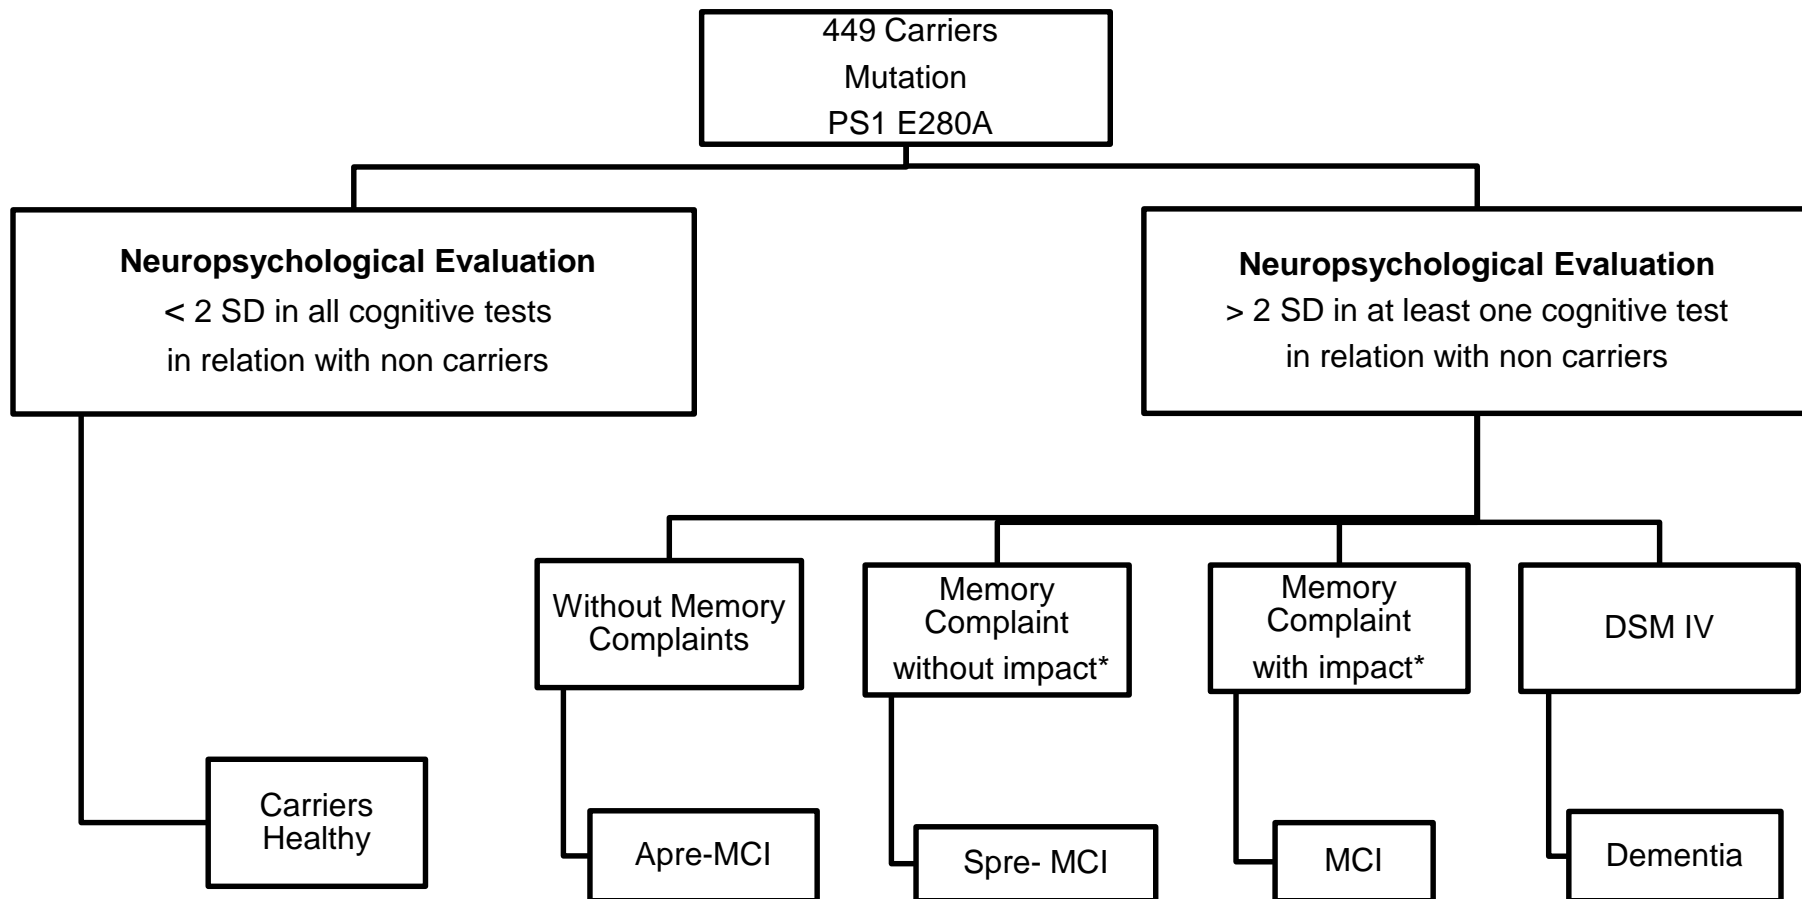 449 Carriers
Mutation
PS1 E280A
Neuropsychological Evaluation
< 2 SD in all cognitive tests
in relation with non carriers
Neuropsychological Evaluation
> 2 SD in at least one cognitive test
in relation with non carriers
Without Memory
Complaints
Memory
Complaint
without impact*
Memory
Complaint
with impact*
DSM IV
Carriers
Healthy
Apre-MCI
Spre- MCI
MCI
Dementia